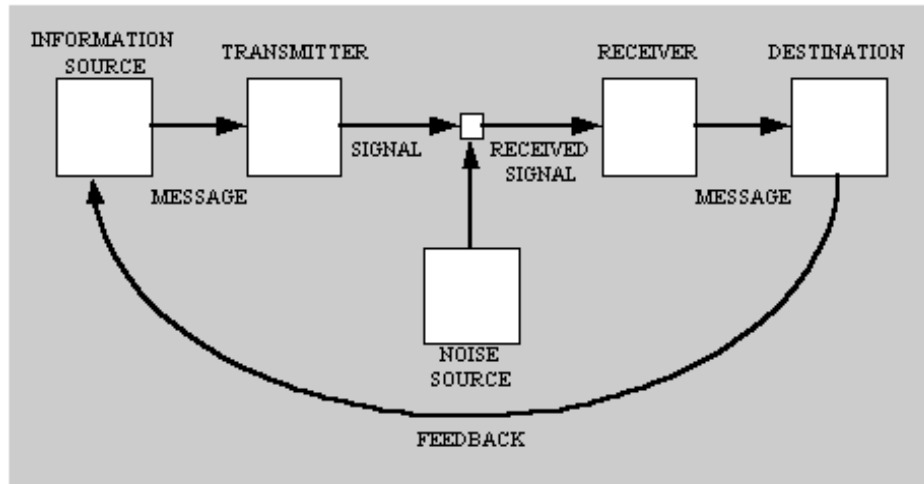 INFORMATION
SOURCE
TRANSMITTER
RECEIVER
DESTINATION
SIGNAL
RECEIVED
SIGNAL
MESSAGE
MESSAGE
NOISE
SOURCE
FEEDBACK